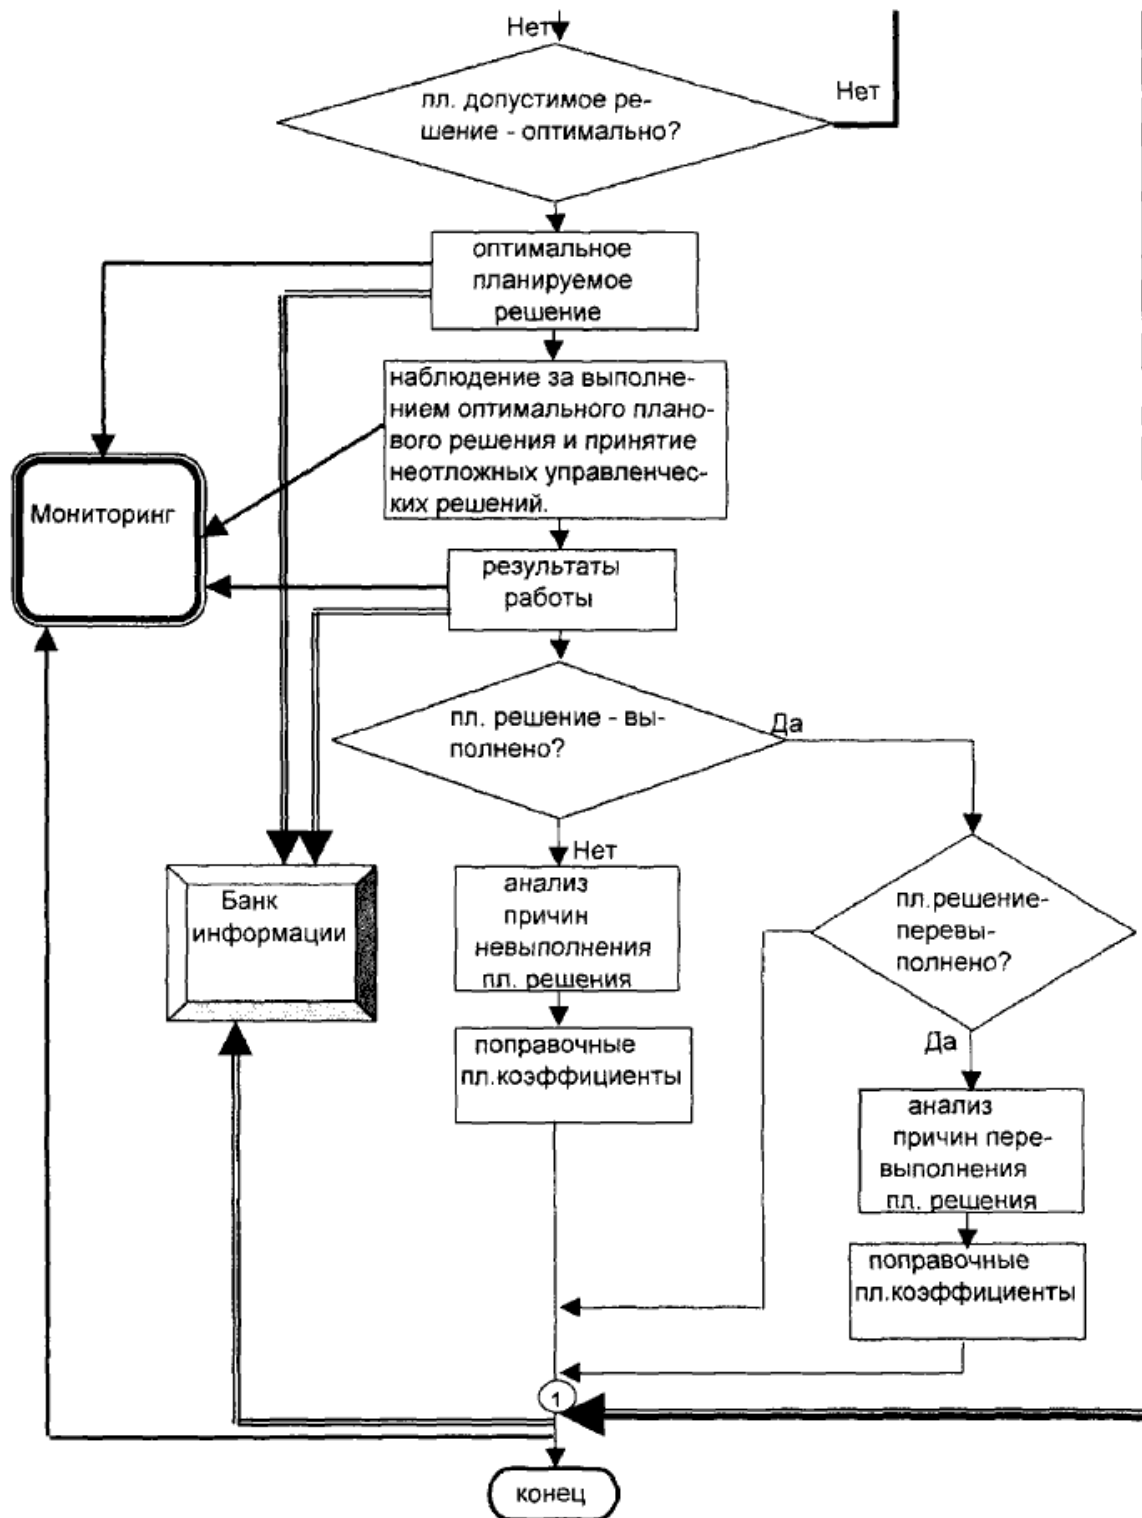 Нет
пл. допустимое ре-
шение - оптимально?
Нет
оптимальное
планируемое
решение
наблюдение за выполне-
нием оптимального плано-
вого решения и принятие
неотложных управленчес-
ких решений.
Мониторинг
результаты
работы
пл. решение - вы-
полнено?
Да
Нет
анализ
причин
невыполнения
пл. решения
Банк
информации
пл.решение-
перевы-
полнено?
поправочные
пл.коэффициенты
Да
анализ
причин пере-
выполнения
пл. решения
поправочные
пл.коэффициенты
1
конец